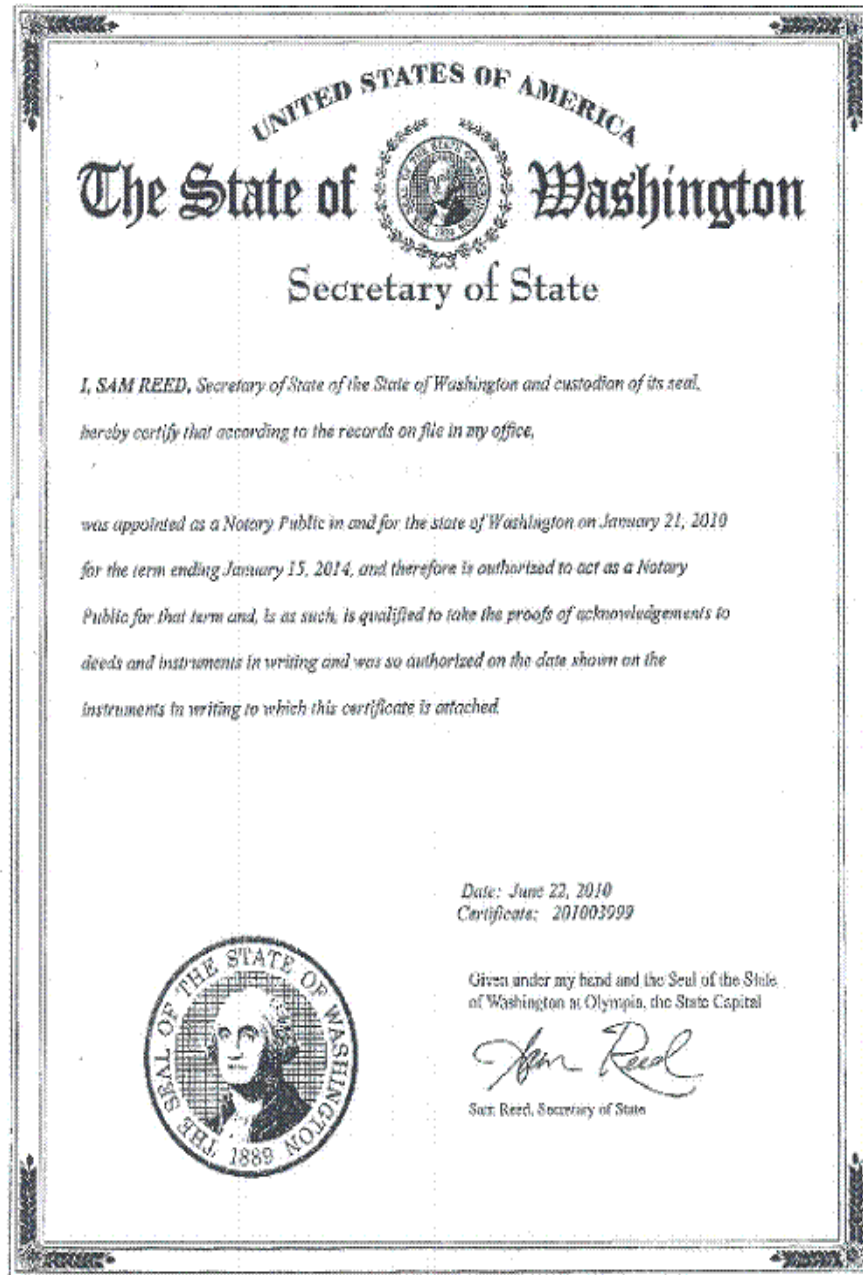 UNITED STATES OF AMERICA
The State of Washington
Secretary of State
I, SAM REED, Secretary of State of the State of Washington and custodian of its seal,
hereby certify that according to the records on file in my office,
was appointed as a Notary Public in and for the state of Washington on January 21, 2010
for the term ending January 15, 2014, and therefore is authorized to act as a Notary
Public for that term and, is as such, is qualified to take the proofs of acknowledgements to
deeds and instruments in writing and was so authorized on the date shown on the
instruments in writing to which this certificate is attached.
Date: June 22, 2010
Certificate: 201003999
Given under my hand and the Seal of the State
of Washington at Olympia, the State Capital
Sam Reed
Sam Reed, Secretary of State
THE SEAL OF THE STATE OF WASHINGTON
1889